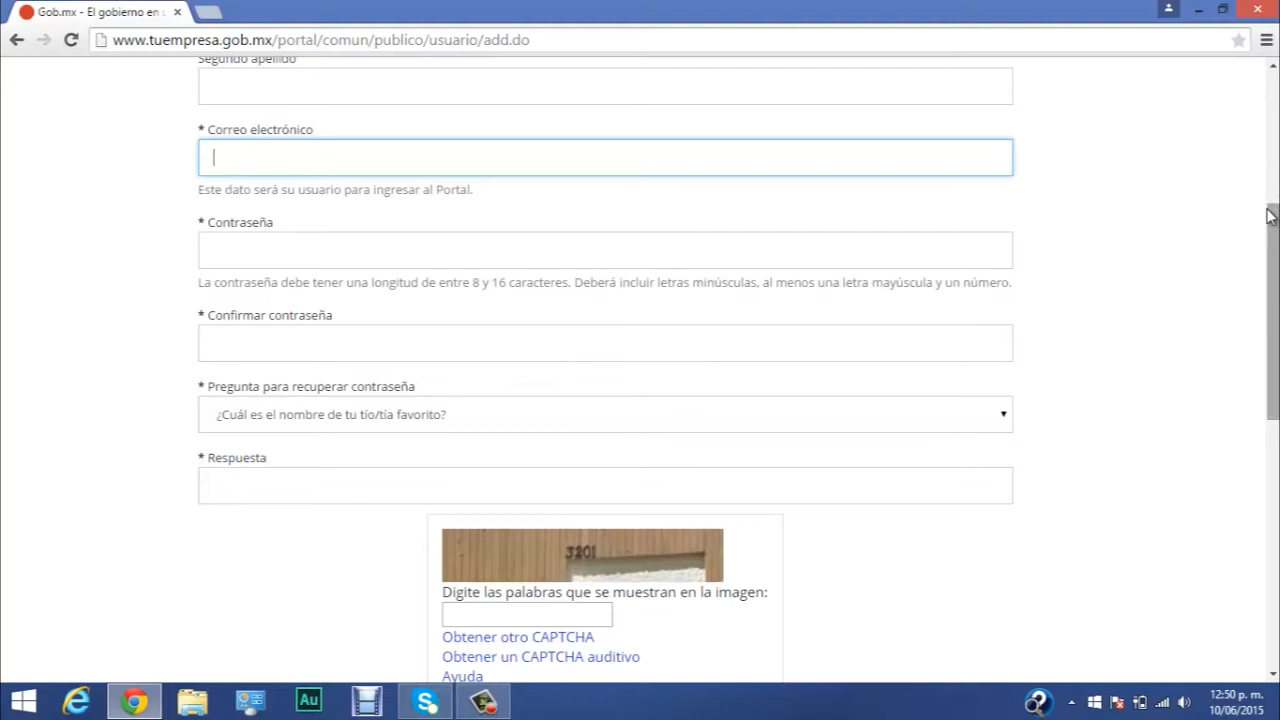 Gob.mx - El gobierno en
www.tuempresa.gob.mx/portal/comun/publico/usuario/add.do
Segundo apellido
* Correo electrónico
Este dato será su usuario para ingresar al Portal.
* Contraseña
La contraseña debe tener una longitud de entre 8 y 16 caracteres. Deberá incluir letras minúsculas, al menos una letra mayúscula y un número.
* Confirmar contraseña
* Pregunta para recuperar contraseña
¿Cuál es el nombre de tu tío/tía favorito?
* Respuesta
3201
Digite las palabras que se muestran en la imagen:
Obtener otro CAPTCHA
Obtener un CAPTCHA auditivo
Ayuda
Au
12:50 p. m.
10/06/2015